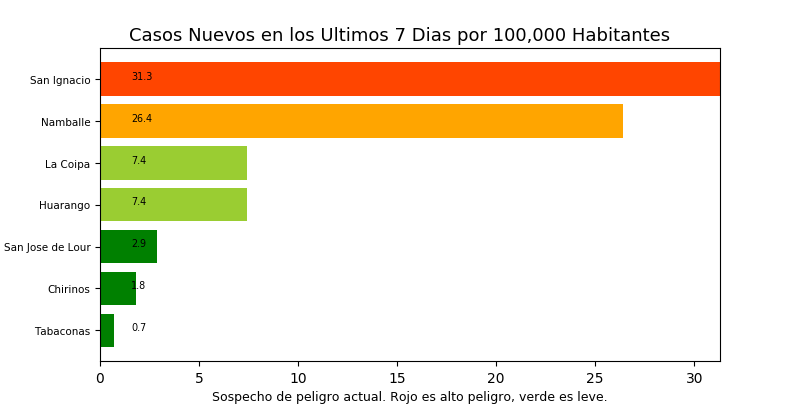 Casos Nuevos en los Ultimos 7 Dias por 100,000 Habitantes
San Ignacio 31.3
Namballe 26.4
La Coipa 7.4
Huarango 7.4
San Jose de Lour 2.9
Chirinos 1.8
Tabaconas 0.7
0 5 10 15 20 25 30
Sospecho de peligro actual. Rojo es alto peligro, verde es leve.